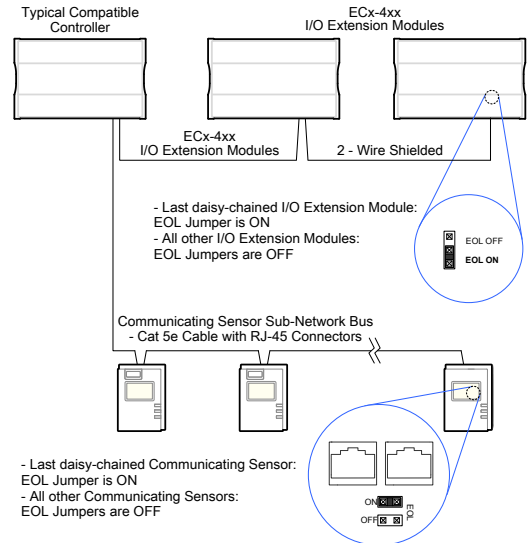 Typical Compatible
Controller
ECx-4xx
I/O Extension Modules
ECx-4xx
I/O Extension Modules
2 - Wire Shielded
- Last daisy-chained I/O Extension Module:
EOL Jumper is ON
- All other I/O Extension Modules:
EOL Jumpers are OFF
EOL OFF
EOL ON
Communicating Sensor Sub-Network Bus
- Cat 5e Cable with RJ-45 Connectors
- Last daisy-chained Communicating Sensor:
EOL Jumper is ON
- All other Communicating Sensors:
EOL Jumpers are OFF
ON
OFF
EOL